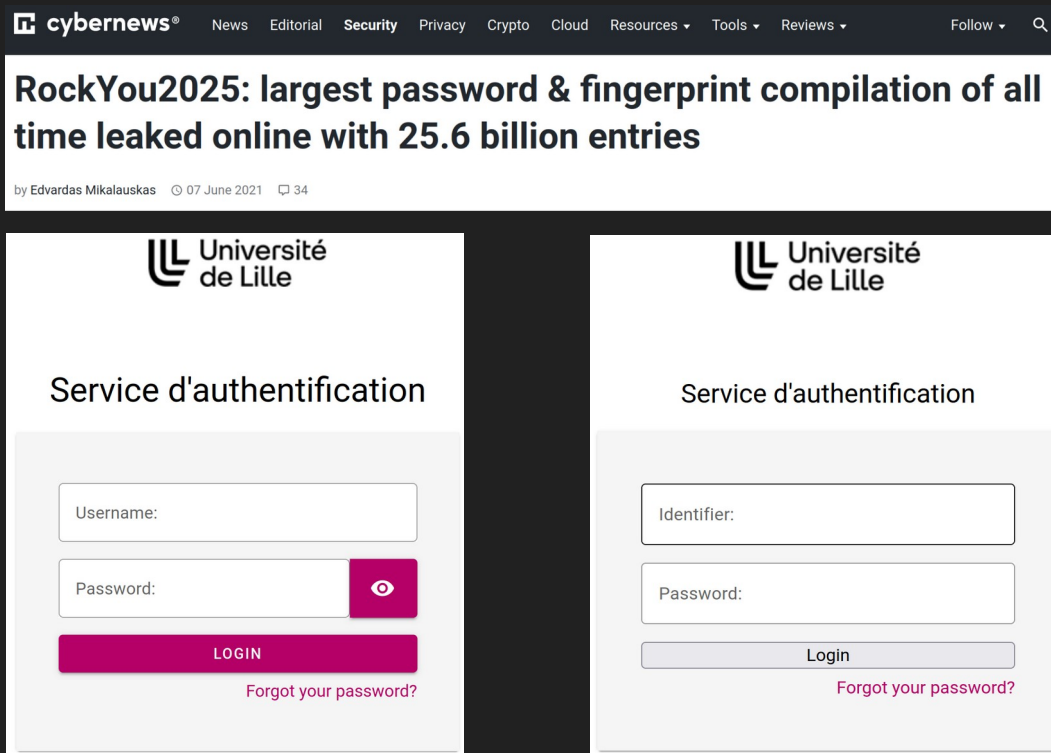 cybernews® News Editorial Security Privacy Crypto Cloud Resources Tools Reviews Follow
RockYou2025: largest password & fingerprint compilation of all
time leaked online with 25.6 billion entries
by Edvardas Mikalauskas 07 June 2021 34
Université
de Lille
Service d'authentification
Username:
Password:
LOGIN
Forgot your password?
Université
de Lille
Service d'authentification
Identifier:
Password:
Login
Forgot your password?